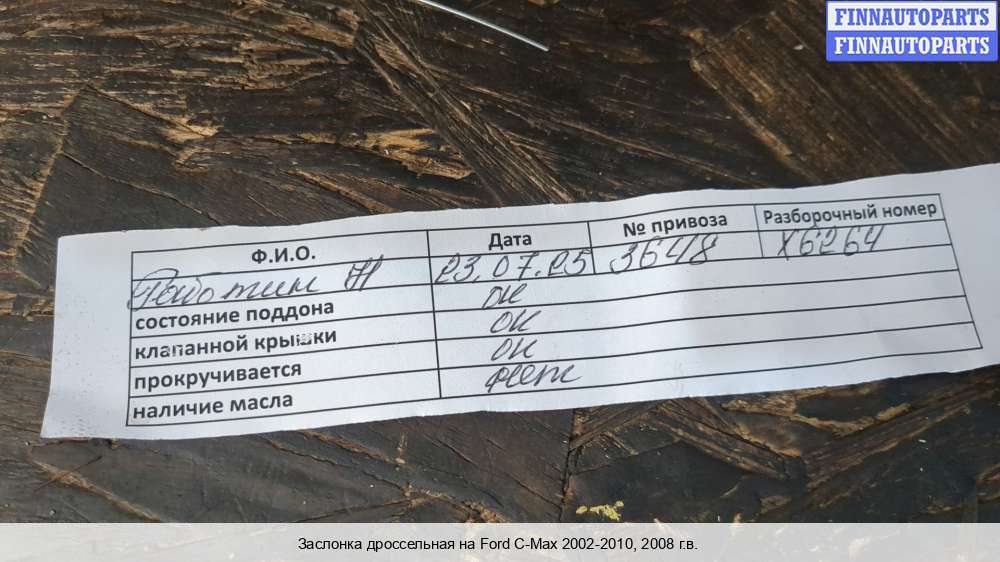 FINNAUTOPARTS
FINNAUTOPARTS
Ф.И.О. Дата № привоза Разборочный номер
23.07.25 3648 X6264
состояние поддона ок
клапанной крышки ок
прокручивается ок
наличие масла нет
Заслонка дроссельная на Ford C-Max 2002-2010, 2008 г.в.